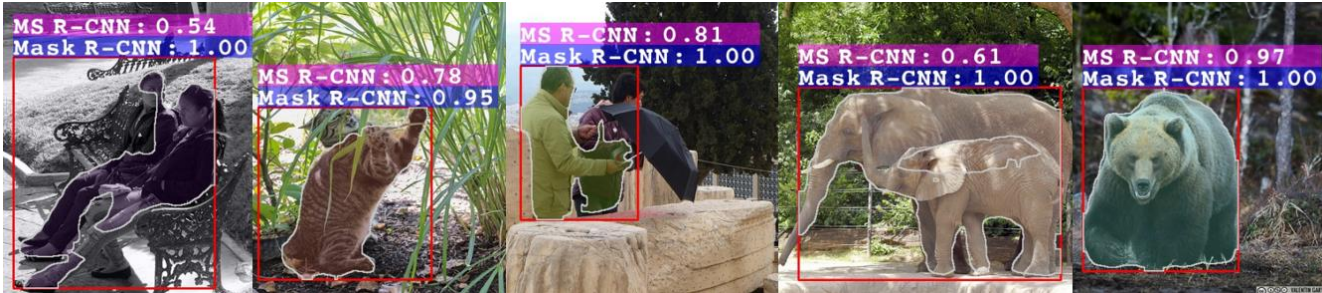 MS R-CNN: 0.54
Mask R-CNN: 1.00
MS R-CNN: 0.78
Mask R-CNN: 0.95
MS R-CNN: 0.81
Mask R-CNN: 1.00
MS R-CNN: 0.61
Mask R-CNN: 1.00
MS R-CNN: 0.97
Mask R-CNN: 1.00